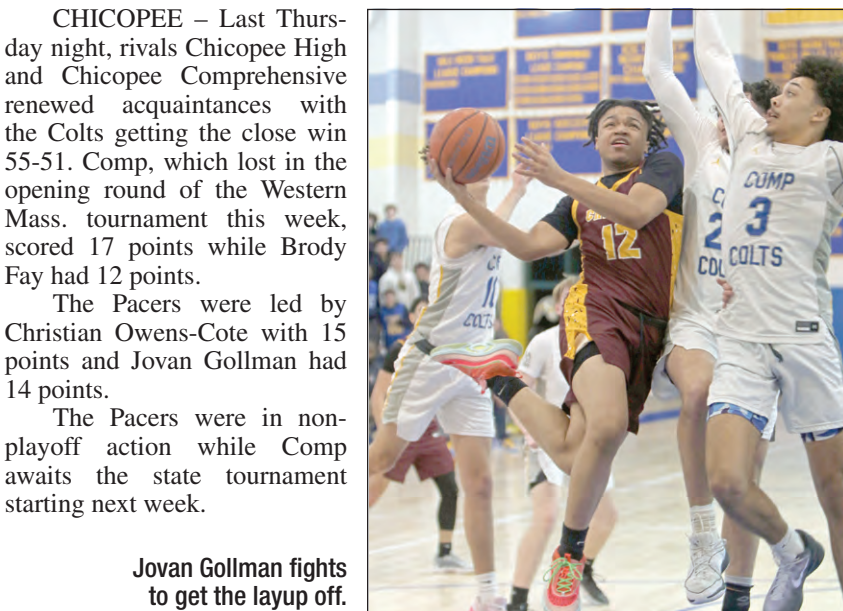 CHICOPEE – Last Thurs-
day night, rivals Chicopee High
and Chicopee Comprehensive
renewed acquaintances with
the Colts getting the close win
55-51. Comp, which lost in the
opening round of the Western
Mass. tournament this week,
scored 17 points while Brody
Fay had 12 points.
The Pacers were led by
Christian Owens-Cote with 15
points and Jovan Gollman had
14 points.
The Pacers were in non-
playoff action while Comp
awaits the state tournament
starting next week.
Jovan Gollman fights
to get the layup off.
12
COMP
3
COLTS
2
COLTS